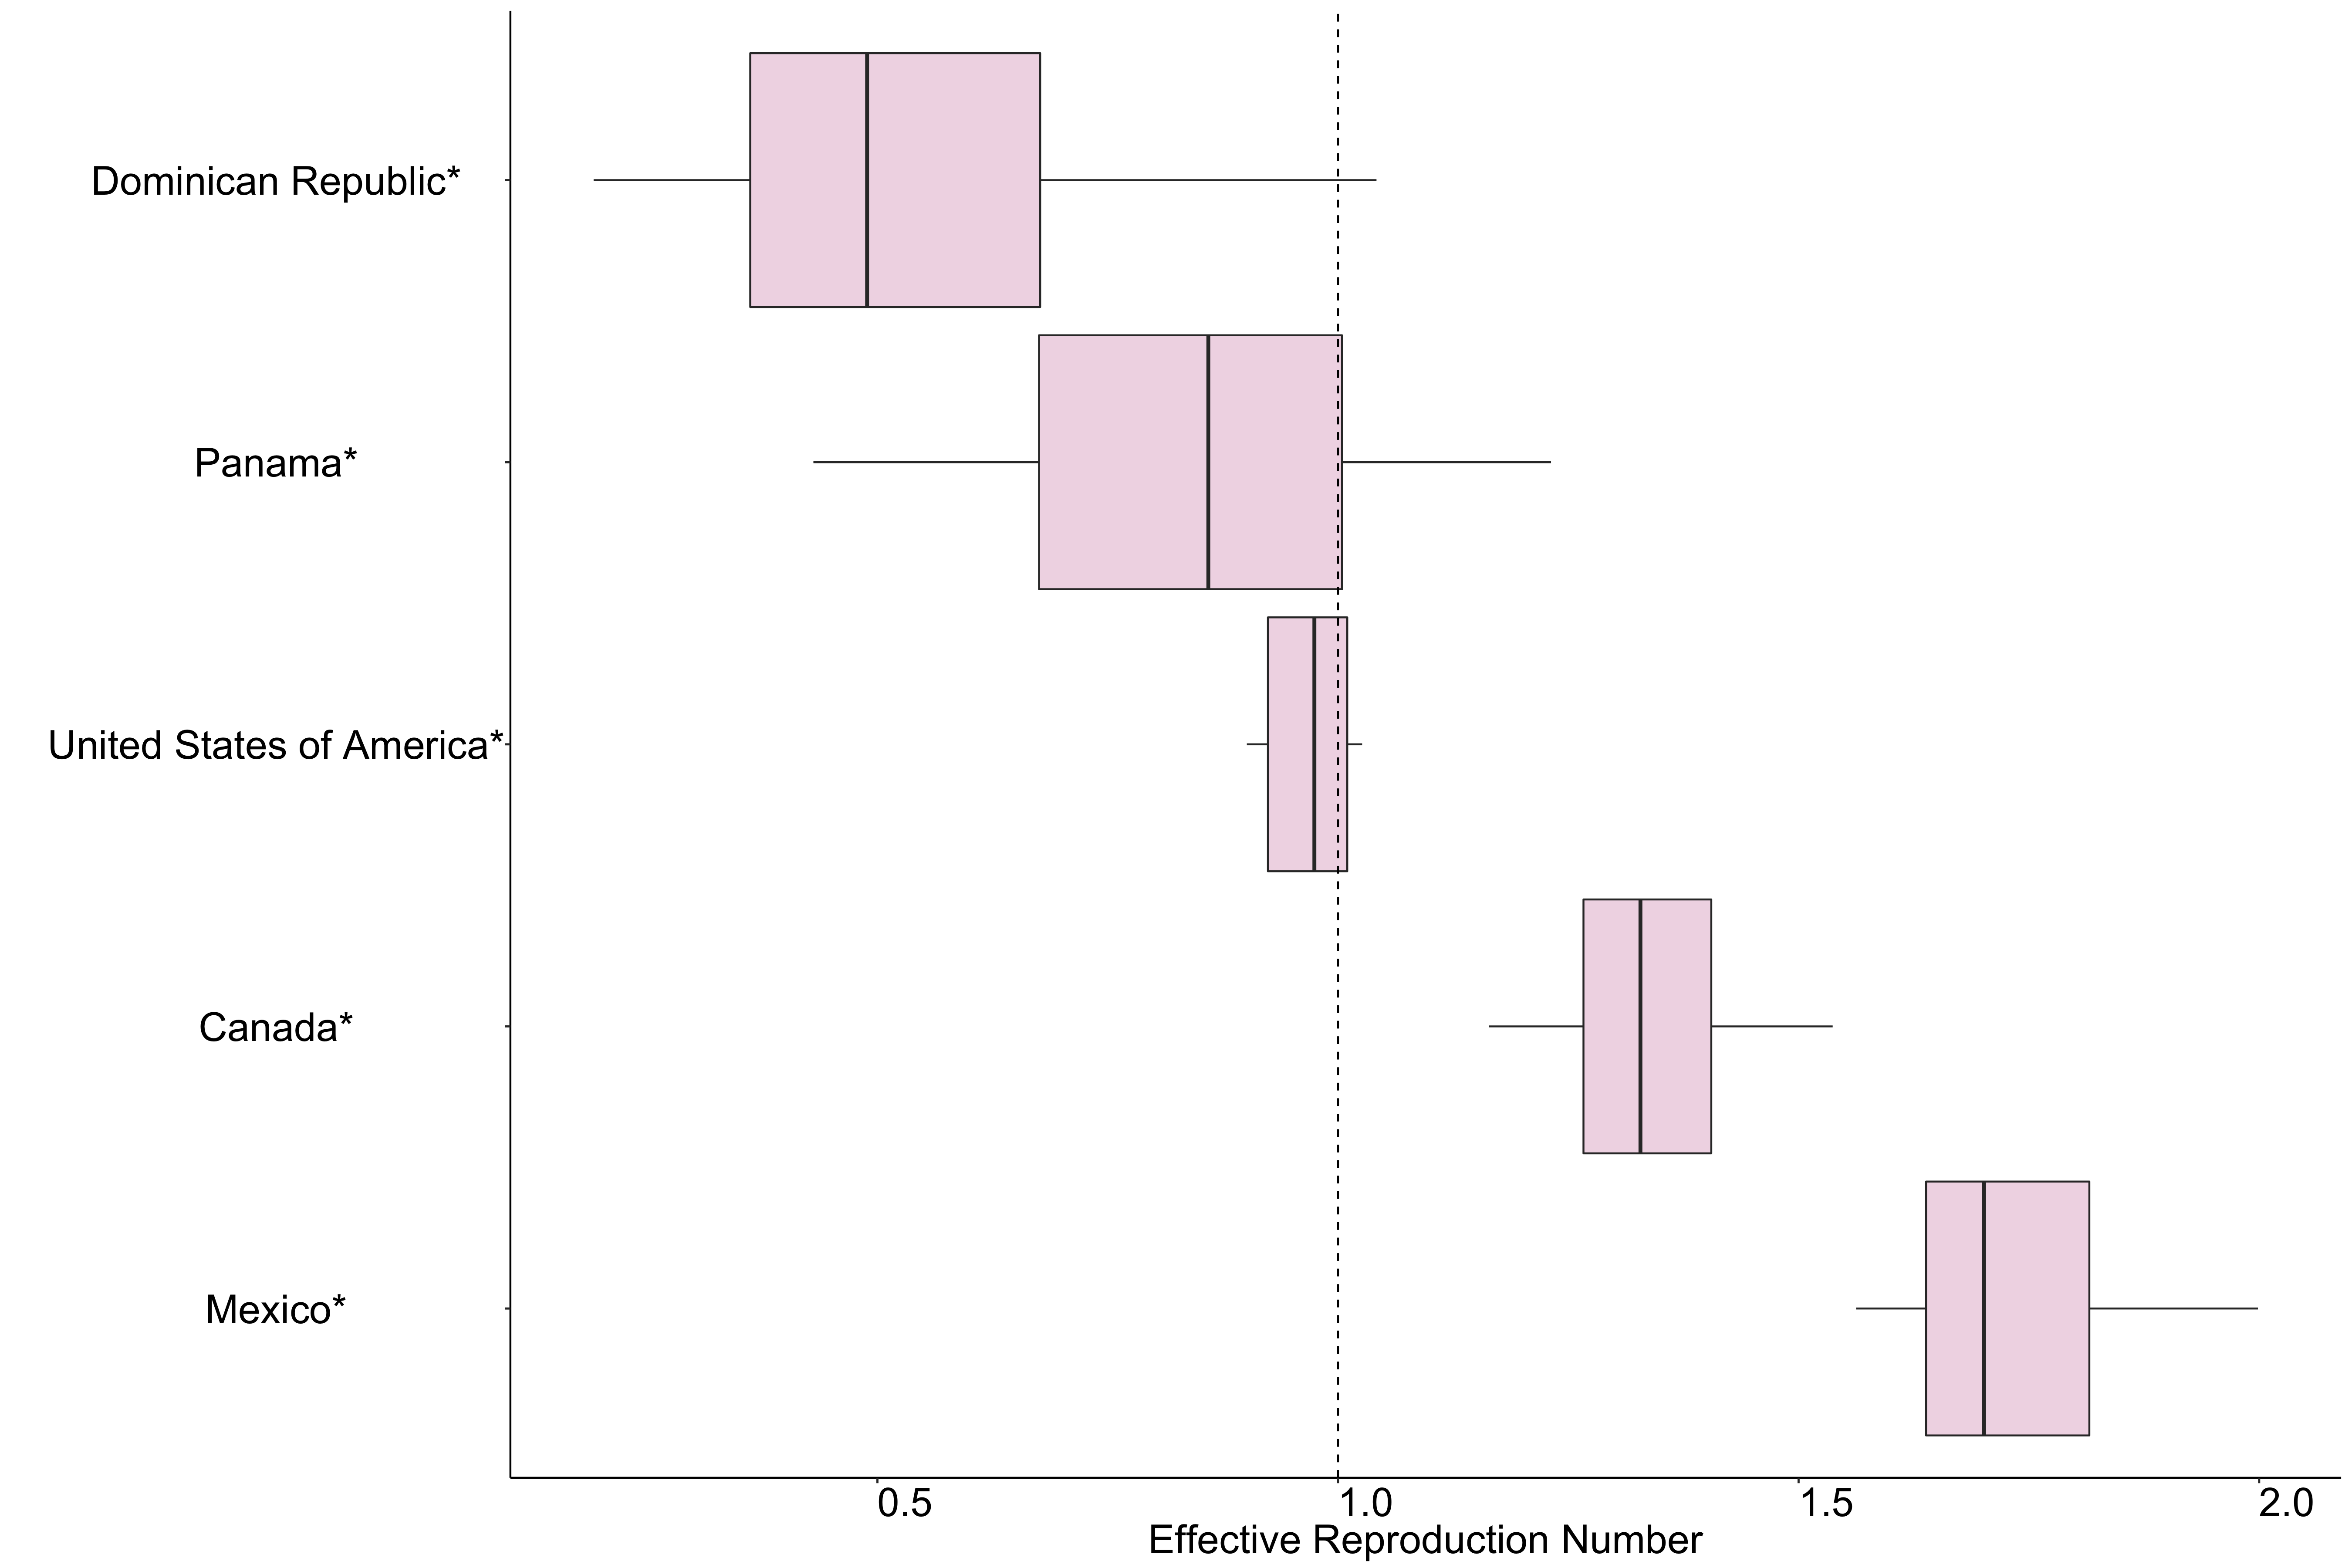 Dominican Republic*
Panama*
United States of America*
Canada*
Mexico*
0.5 1.0 1.5 2.0
Effective Reproduction Number